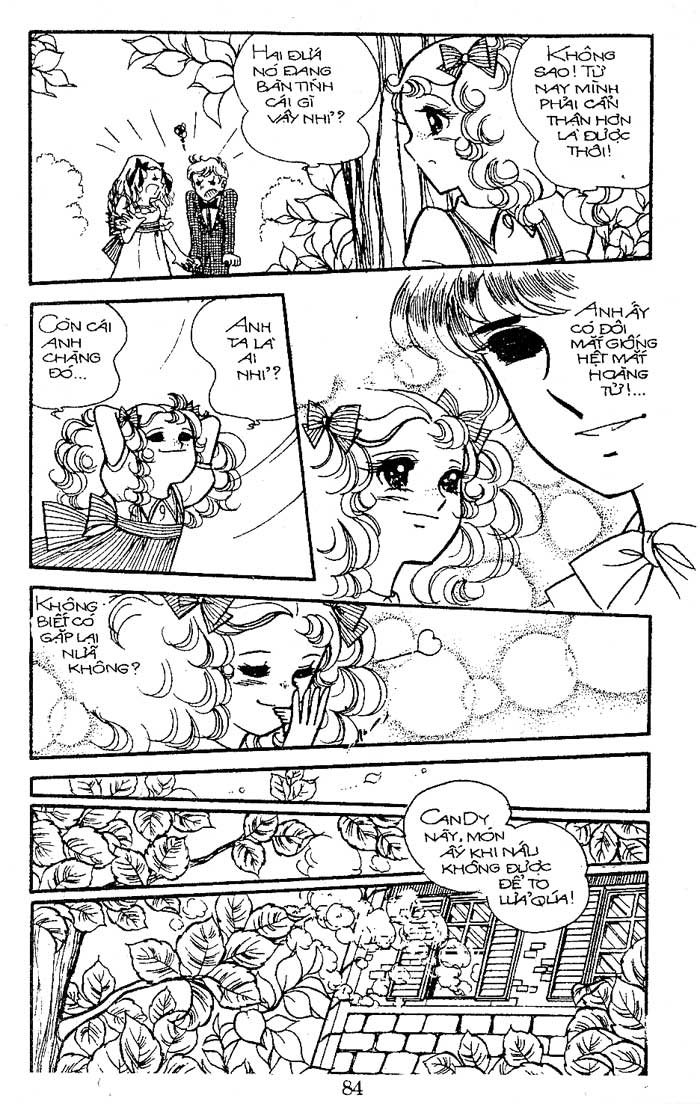 HAI ĐỨA
NÓ ĐANG
BÀN TÍNH
CÁI GÌ
VẬY NHỈ?
KHÔNG
SAO! TỪ
NAY MÌNH
PHẢI CẨN
THẬN HƠN
LÀ ĐƯỢC
THÔI!
CÒN CÁI
ANH
CHÀNG
ĐÓ...
ANH
TA LÀ
AI
NHỈ?
ANH ẤY
CÓ ĐÔI
MẮT GIỐNG
HỆT MẮT
HOÀNG
TỬ!...
KHÔNG
BIẾT CÓ
GẶP LẠI
NỮA
KHÔNG?
CANDY
NÀY, MÓN
ẤY KHI NẤU
KHÔNG ĐƯỢC
ĐỂ TO
LỬA QÚA!
84